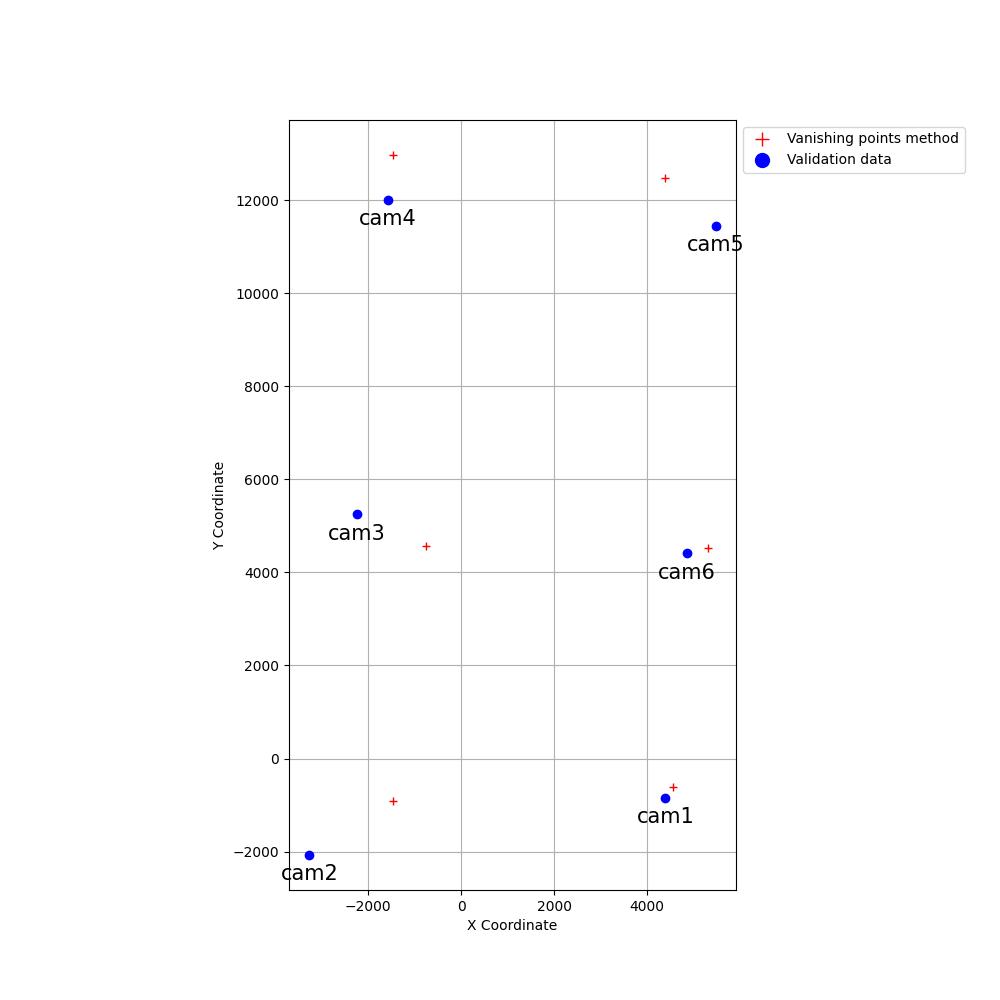 Vanishing points method
Validation data
12000
cam4
cam5
10000
8000
6000
cam3
Y Coordinate
4000
cam6
2000
0
cam1
−2000
cam2
−2000 0 2000 4000
X Coordinate